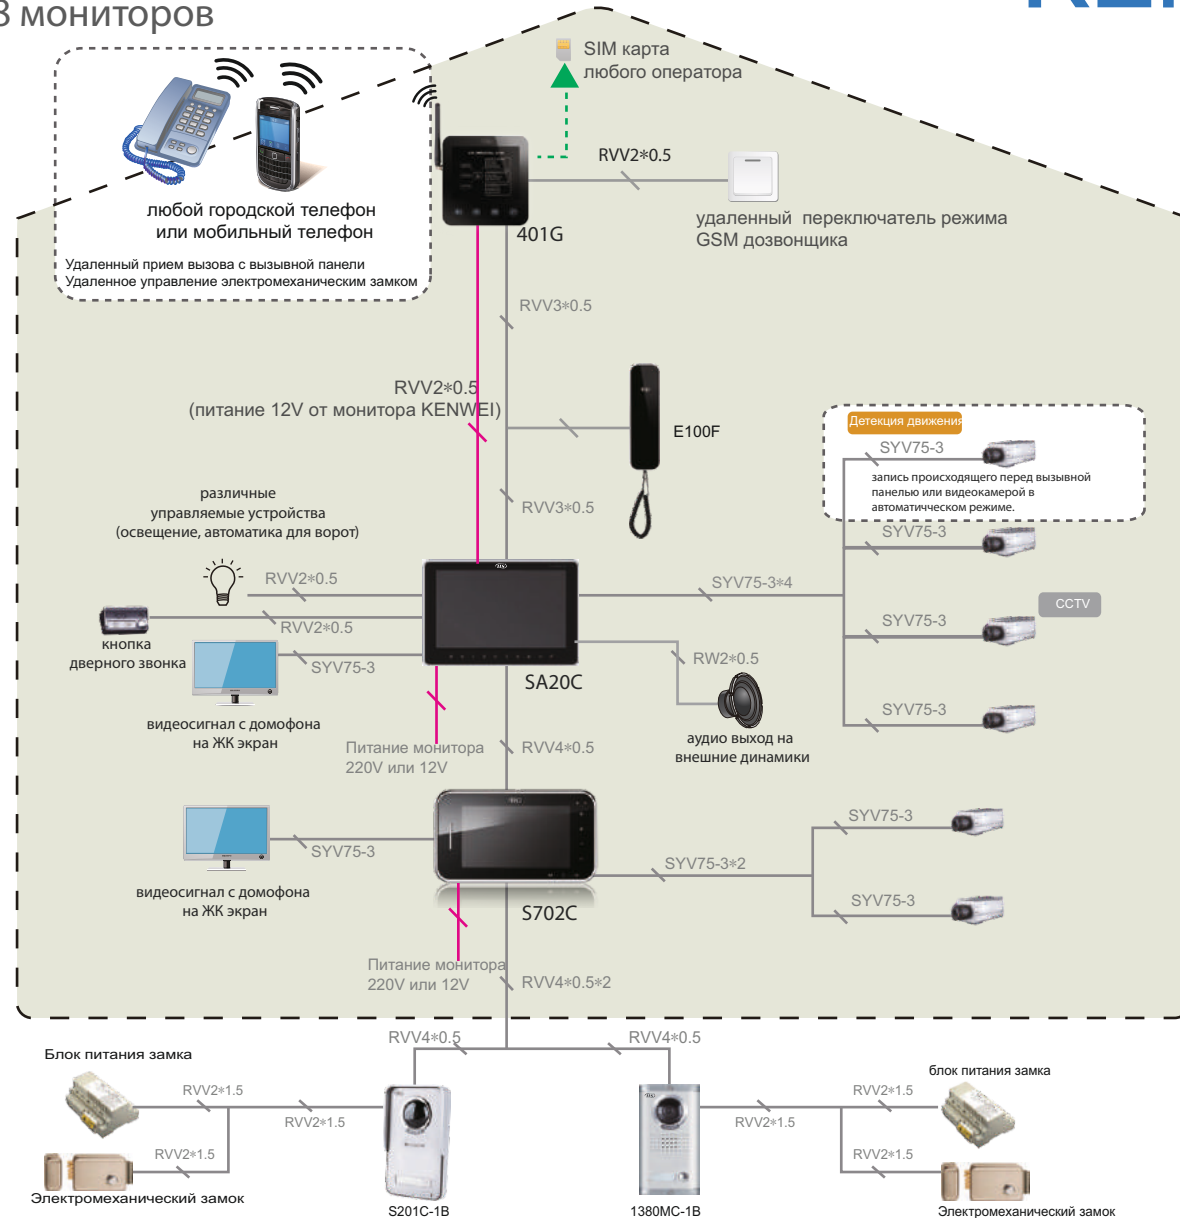 3 мониторов
SIM карта
любого оператора
RVV2*0.5
любой городской телефон
или мобильный телефон
Удаленный прием вызова с вызывной панели
Удаленное управление электромеханическим замком
401G
удаленный переключатель режима
GSM дозвонщика
RVV3*0.5
RVV2*0.5
(питание 12V от монитора KENWEI)
E100F
Детекция движения
SYV75-3
запись происходящего перед вызывной
панелью или видеокамерой в
автоматичческом режиме.
различные
управляемые устройства
(освещение, автоматика для ворот)
RVV3*0.5
SYV75-3
RVV2*0.5
SYV75-3*4
CCTV
RVV2*0.5
SYV75-3
кнопка
дверного звонка
SYV75-3
RW2*0.5
SA20C
SYV75-3
видеосигнал с домофона
на ЖК экран
Питание монитора
220V или 12V
RVV4*0.5
аудио выход на
внешние динамики
SYV75-3
SYV75-3
SYV75-3*2
видеосигнал с домофона
на ЖК экран
S702C
SYV75-3
Питание монитора
220V или 12V
RVV4*0.5*2
RVV4*0.5
RVV4*0.5
Блок питания замка
блок питания замка
RVV2*1.5
RVV2*1.5
RVV2*1.5
RVV2*1.5
RVV2*1.5
RVV2*1.5
Электромеханический замок
S201C-1B
1380MC-1B
Электромеханический замок